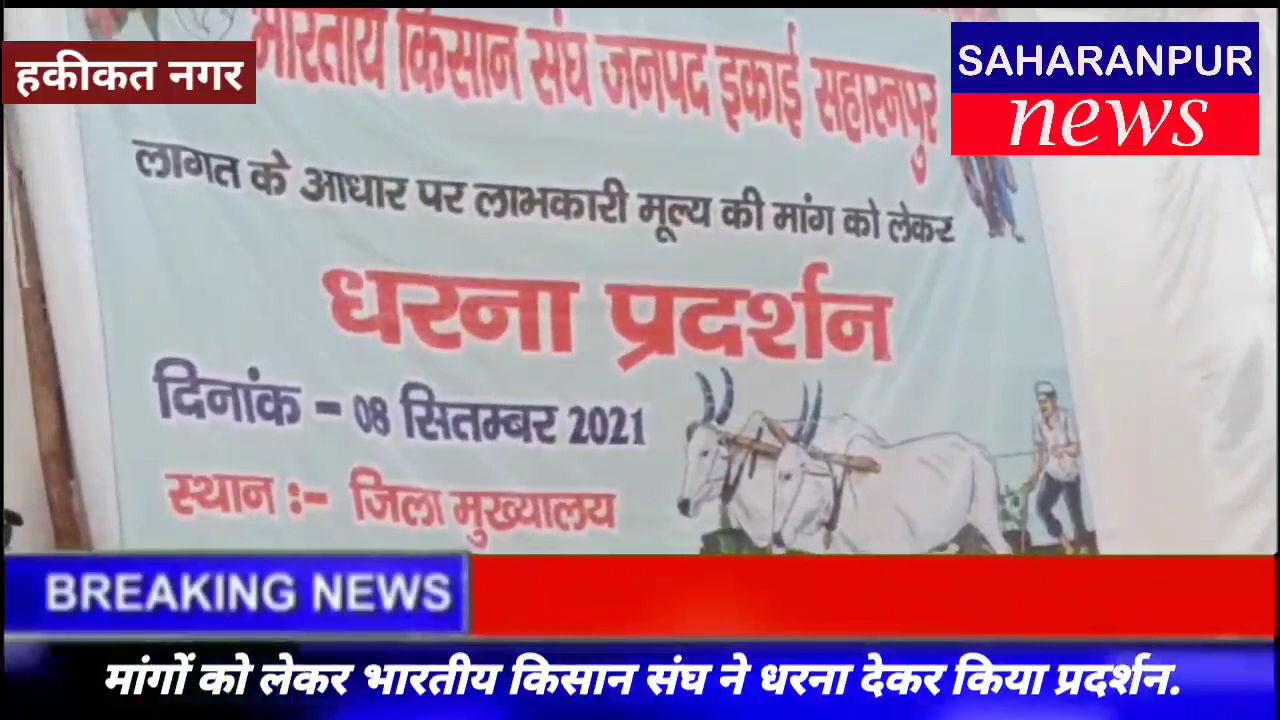 हकीकत नगर
SAHARANPUR
news
भारतीय किसान संघ जनपद इकाई सहारनपुर
लागत के आधार पर लाभकारी मूल्य की मांग को लेकर
धरना प्रदर्शन
दिनांक - 08 सितम्बर 2021
स्थान :- जिला मुख्यालय
BREAKING NEWS
मांगों को लेकर भारतीय किसान संघ ने धरना देकर किया प्रदर्शन.